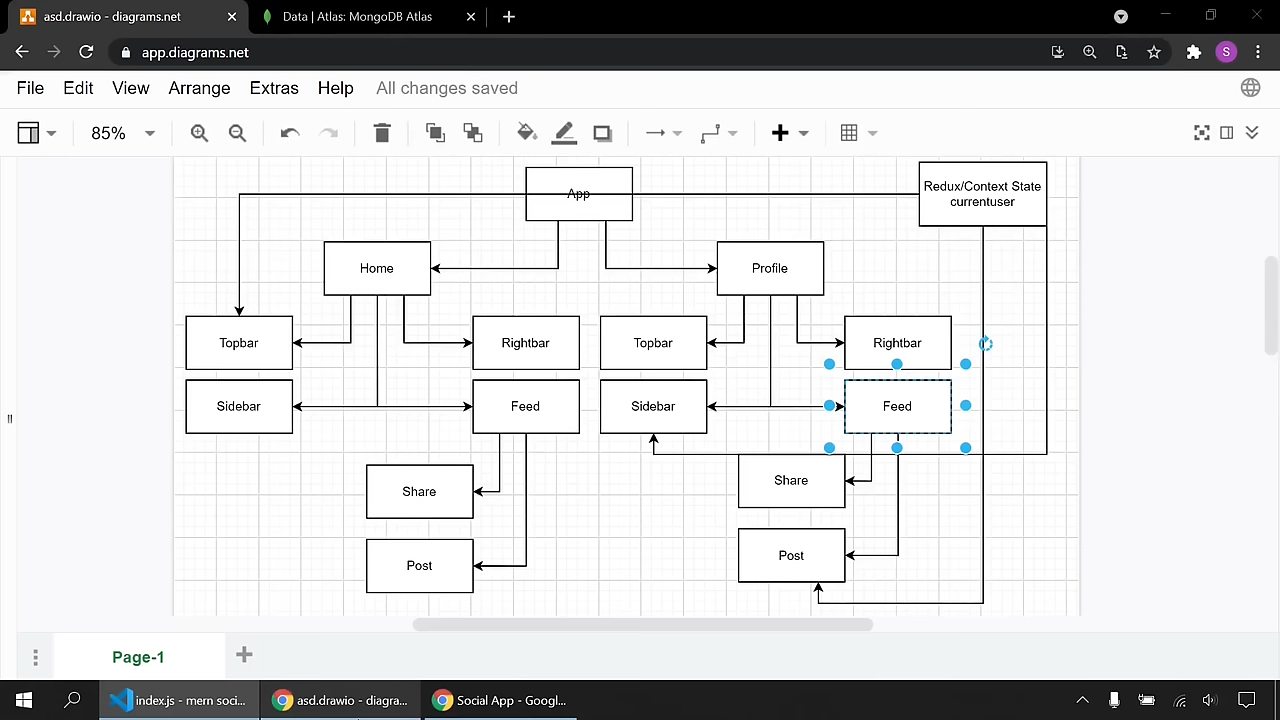 asd.drawio - diagrams.net
Data | Atlas: MongoDB Atlas
app.diagrams.net
S
File Edit View Arrange Extras Help All changes saved
85%
App
Redux/Context State
currentuser
Home
Profile
Topbar
Rightbar
Topbar
Rightbar
Sidebar
Feed
Sidebar
Feed
Share
Share
Post
Post
Page-1
index.js - mern soci...
asd.drawio - diagra...
Social App - Googl...